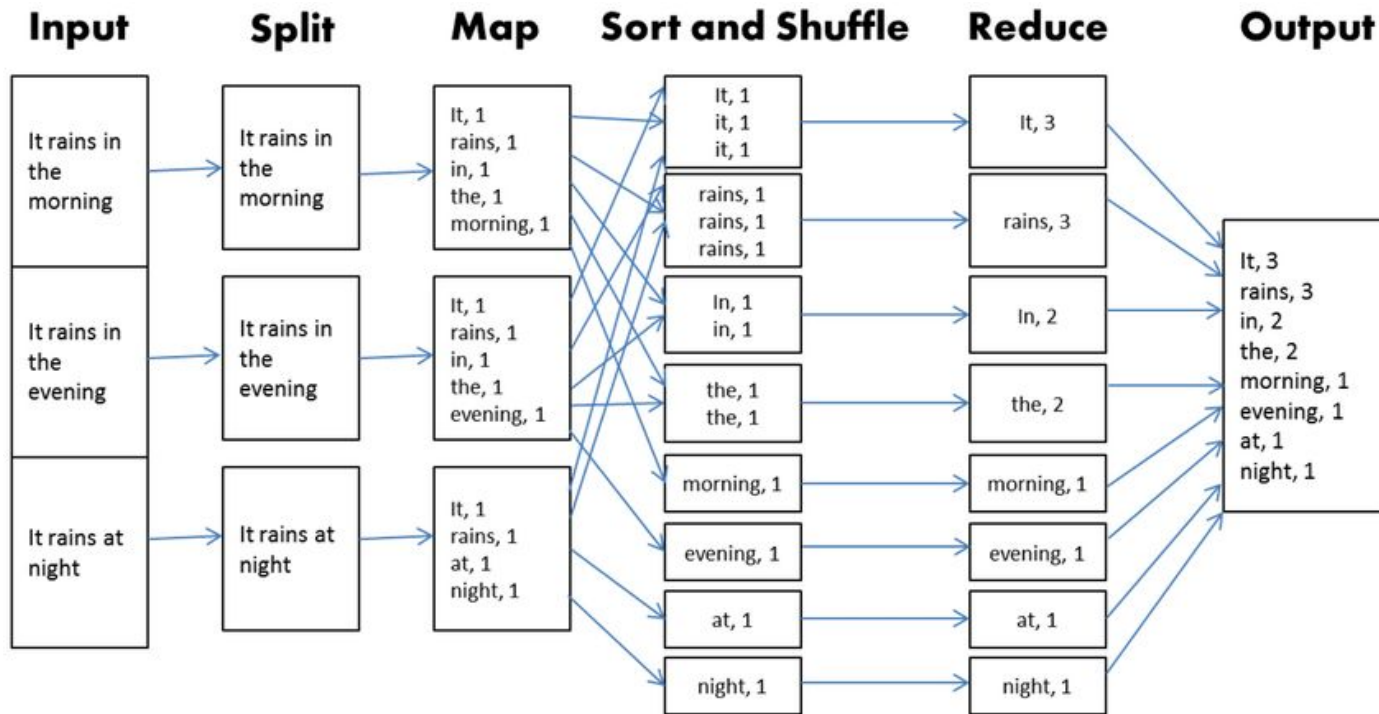 Input
Split
Map
Sort and Shuffle
Reduce
Output
It rains in
the
morning
It rains in
the
evening
It rains at
night
It rains in
the
morning
It rains in
the
evening
It rains at
night
It, 1
rains, 1
in, 1
the, 1
morning, 1
It, 1
rains, 1
in, 1
the, 1
evening, 1
It, 1
rains, 1
at, 1
night, 1
It, 1
it, 1
it, 1
rains, 1
rains, 1
rains, 1
In, 1
in, 1
the, 1
the, 1
morning, 1
evening, 1
at, 1
night, 1
It, 3
rains, 3
In, 2
the, 2
morning, 1
evening, 1
at, 1
night, 1
It, 3
rains, 3
in, 2
the, 2
morning, 1
evening, 1
at, 1
night, 1